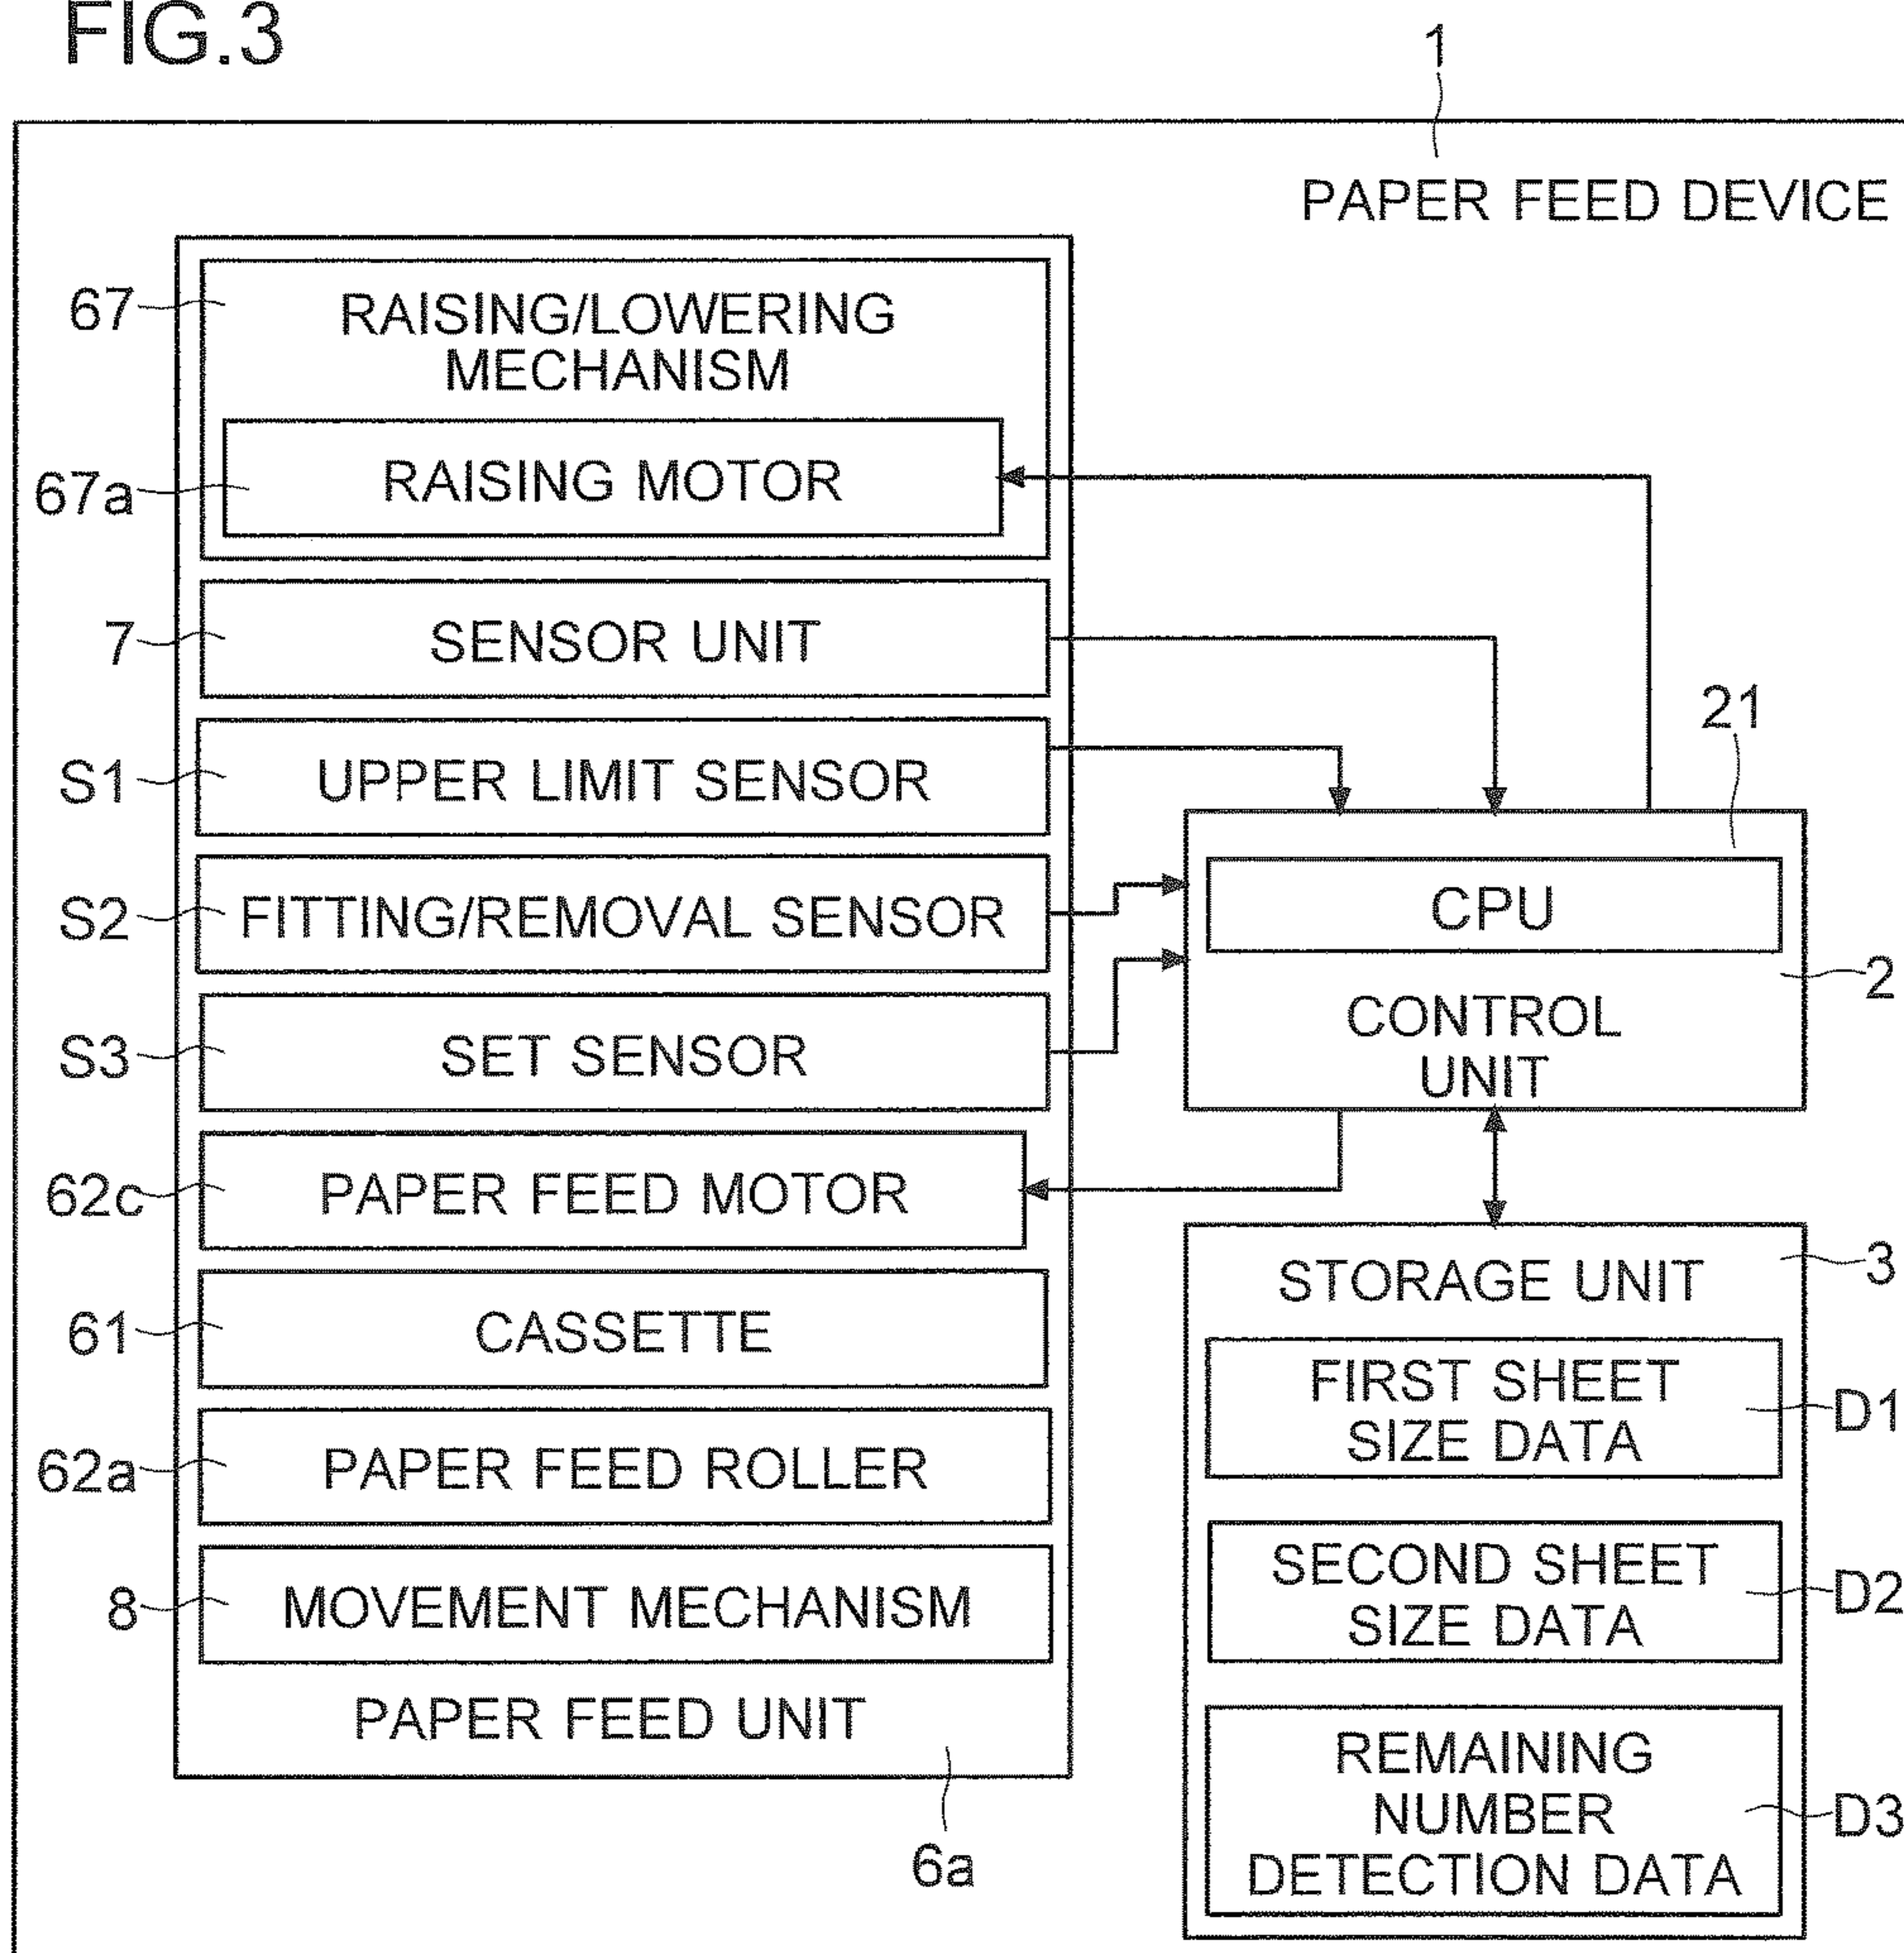 FIG.3
1
PAPER FEED DEVICE
67
RAISING/LOWERING
MECHANISM
67a
RAISING MOTOR
7
SENSOR UNIT
S1
UPPER LIMIT SENSOR
S2
FITTING/REMOVAL SENSOR
S3
SET SENSOR
62c
PAPER FEED MOTOR
61
CASSETTE
62a
PAPER FEED ROLLER
8
MOVEMENT MECHANISM
PAPER FEED UNIT
6a
21
CPU
2
CONTROL
UNIT
3
STORAGE UNIT
FIRST SHEET
SIZE DATA
D1
SECOND SHEET
SIZE DATA
D2
REMAINING
NUMBER
DETECTION DATA
D3